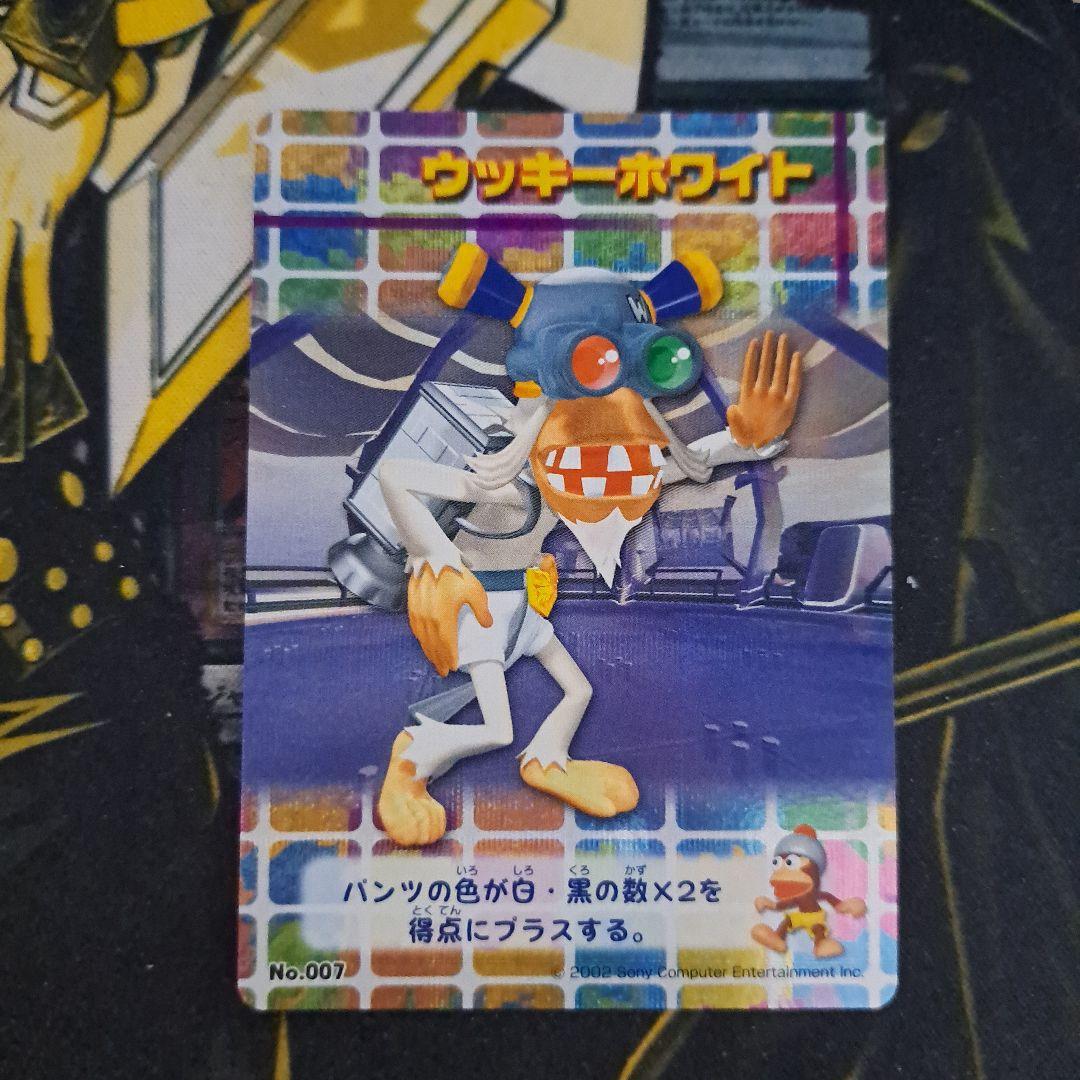 ウッキーホワイト
W
パンツの色が白・黒の数×2を
得点にプラスする。
No.007
© 2002 Sony Computer Entertainment Inc.